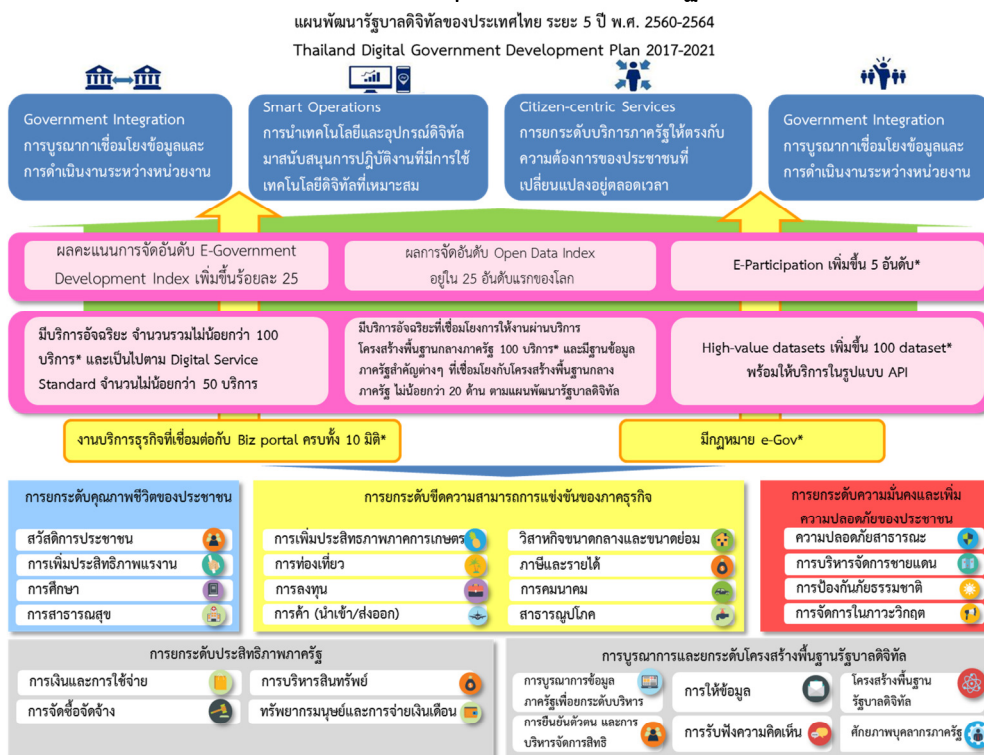 แผนพัฒนารัฐบาลดิจิทัลของประเทศไทย ระยะ 5 ปี พ.ศ. 2560-2564
Thailand Digital Government Development Plan 2017-2021
Government Integration
การบูรณากาเชื่อมโยงข้อมูลและ
การดำเนินงานระหว่างหน่วยงาน
Smart Operations
การนำเทคโนโลยีและอุปกรณ์ดิจิทัล
มาสนับสนุนการปฎิบัติงานที่มีการใช้
เทคโนโลยีดิจิทัลที่เหมาะสม
Citizen-centric Services
การยกระดับบริการภาครัฐให้ตรงกับ
ความต้องการของประชาชนที่
เปลี่ยนแปลงอยู่ตลอดเวลา
Government Integration
การบูรณากาเชื่อมโยงข้อมูลและ
การดำเนินงานระหว่างหน่วยงาน
ผลคะแนนการจัดอันดับ E-Government
Development Index เพิ่มขึ้นร้อยละ 25
ผลการจัดอันดับ Open Data Index
อยู่ใน 25 อันดับแรกของโลก
E-Participation เพิ่มขึ้น 5 อันดับ*
มีบริการอัจฉริยะ จำนวนรวมไม่น้อยกว่า 100
บริการ* และเป็นไปตาม Digital Service
Standard จำนวนไม่น้อยกว่า 50 บริการ
มีบริการอัจฉริยะที่เชื่อมโยงการให้งานผ่านบริการ
โครงสร้างพื้นฐานกลางภาครัฐ 100 บริการ* และมีฐานข้อมูล
ภาครัฐสำคัญต่างๆ ที่เชื่อมโยงกับโครงสร้างพื้นฐานกลาง
ภาครัฐ ไม่น้อยกว่า 20 ด้าน ตามแผนพัฒนารัฐบาลดิจิทัล
High-value datasets เพิ่มขึ้น 100 dataset*
พร้อมให้บริการในรูปแบบ API
งานบริการธุรกิจที่เชื่อมต่อกับ Biz portal ครบทั้ง 10 มิติ*
มีกฎหมาย e-Gov*
การยกระดับคุณภาพชีวิตของประชาชน
สวัสดิการประชาชน
การเพิ่มประสิทธิภาพแรงาน
การศึกษา
การสาธารณสุข
การยกระดับขีดความสามารถการแข่งขันของภาคธุรกิจ
การเพิ่มประสิทธภาพภาคการเกษตร
การท่องเที่ยว
การลงทุน
การค้า (นำเข้า/ส่งออก)
วิสาหกิจขนาดกลางและขนาดย่อม
ภาษีและรายได้
การคมนาคม
สาธารณูปโภค
การยกระดับความมั่นคงและเพิ่ม
ความปลอดภัยของประชาชน
ความปลอดภัยสาธารณะ
การบริหารจัดการชายแดน
การป้องกันภัยธรรมชาติ
การจัดการในภาวะวิกฤต
การยกระดับประสิทธิภาพภาครัฐ
การเงินและการใช้จ่าย
การจัดซื้อจัดจ้าง
การบริหารสินทรัพย์
ทรัพยากรมนุษย์และการจ่ายเงินเดือน
การบูรณาการและยกระดับโครงสร้างพื้นฐานรัฐบาลดิจิทัล
การบูรณาการข้อมูล
ภาครัฐเพื่อยกระดับบริหาร
การยืนยันตัวตน และการ
บริหารจัดการสิทธิ
การให้ข้อมูล
การรับฟังความคิดเห็น
โครงสร้างพื้นฐาน
รัฐบาลดิจิทัล
ศักยภาพบุคลากรภาครัฐ